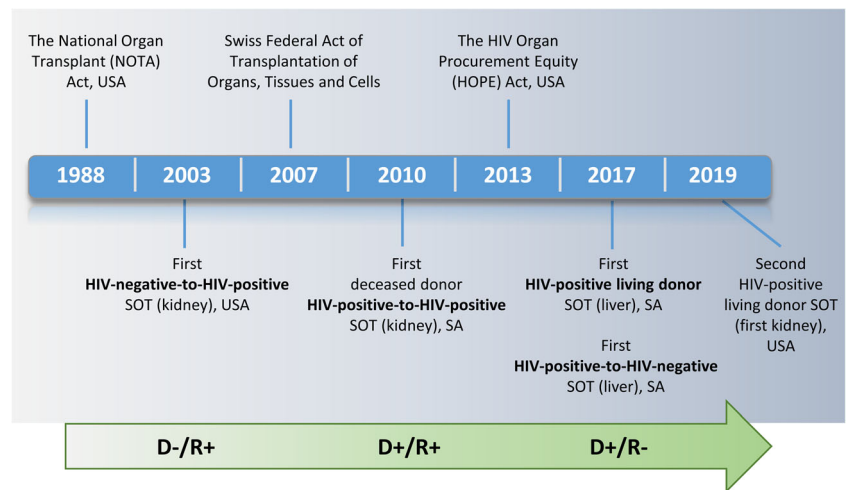 The National Organ
Transplant (NOTA)
Act, USA
Swiss Federal Act of
Transplantation of
Organs, Tissues and Cells
The HIV Organ
Procurement Equity
(HOPE) Act, USA
1988
2003
2007
2010
2013
2017
2019
First
HIV-negative-to-HIV-positive
SOT (kidney), USA
First
deceased donor
HIV-positive-to-HIV-positive
SOT (kidney), SA
First
HIV-positive living donor
SOT (liver), SA
First
HIV-positive-to-HIV-negative
SOT (liver), SA
Second
HIV-positive
living donor SOT
(first kidney),
USA
D-/R+
D+/R+
D+/R-